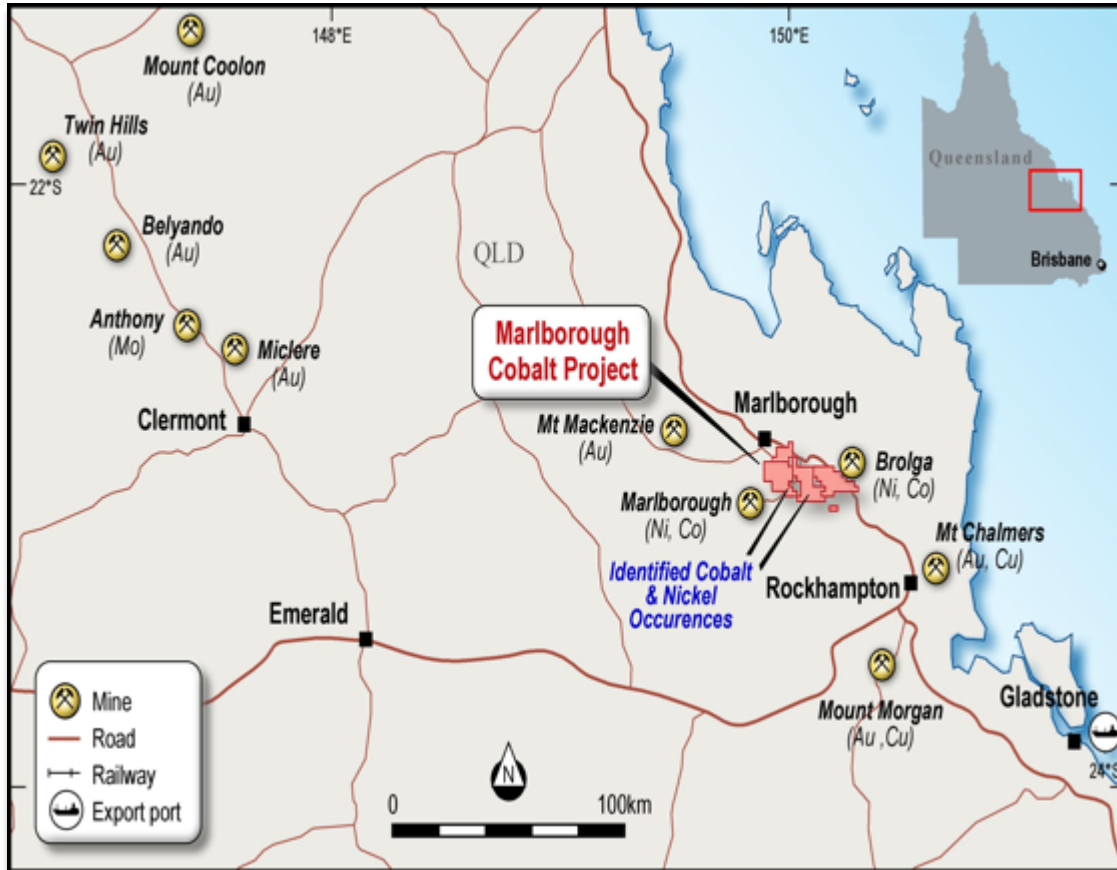 148°E
150°E
Mount Coolon
(Au)
Twin Hills
(Au)
22°S
Queensland
Brisbane
Belyando
(Au)
QLD
Anthony
(Mo)
Miclere
(Au)
Marlborough
Cobalt Project
Clermont
Mt Mackenzie
(Au)
Marlborough
Brolga
(Ni, Co)
Marlborough
(Ni, Co)
Mt Chalmers
(Au, Cu)
Identified Cobalt
& Nickel
Occurences
Rockhampton
Emerald
Mount Morgan
(Au ,Cu)
Gladstone
24°S
Mine
Road
Railway
Export port
N
0 100km